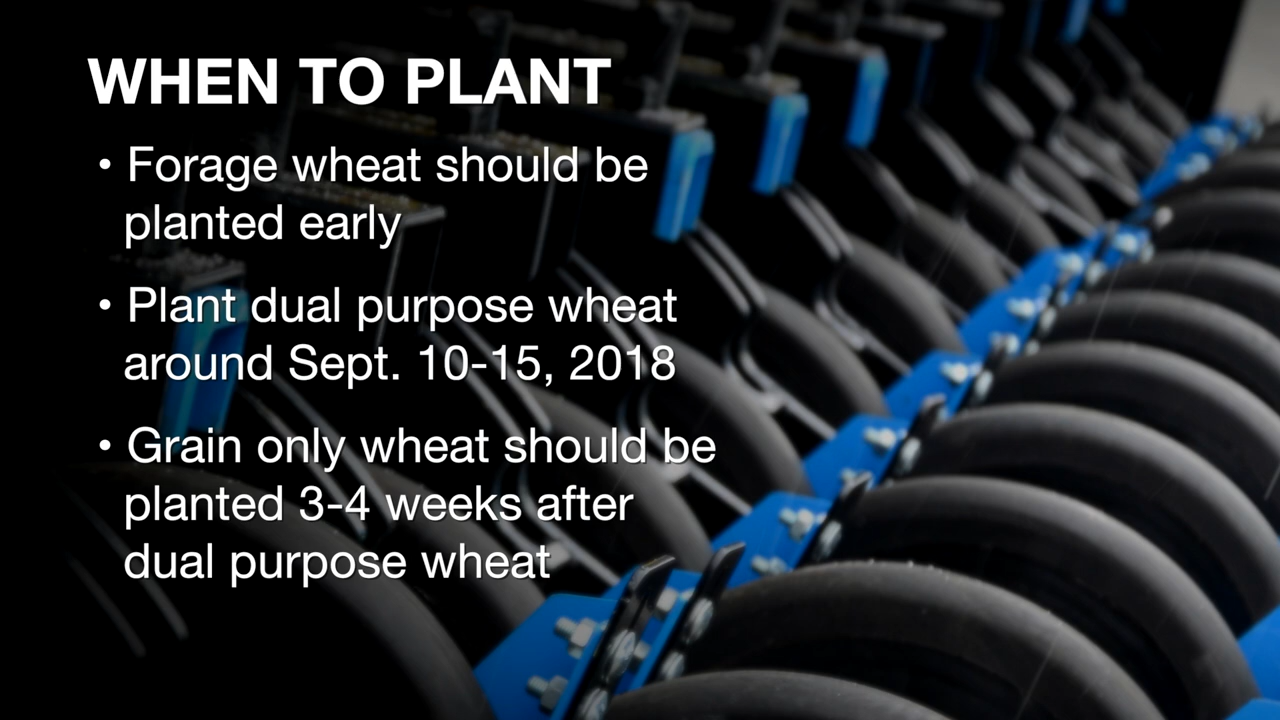 WHEN TO PLANT
• Forage wheat should be
planted early
• Plant dual purpose wheat
around Sept. 10-15, 2018
• Grain only wheat should be
planted 3-4 weeks after
dual purpose wheat